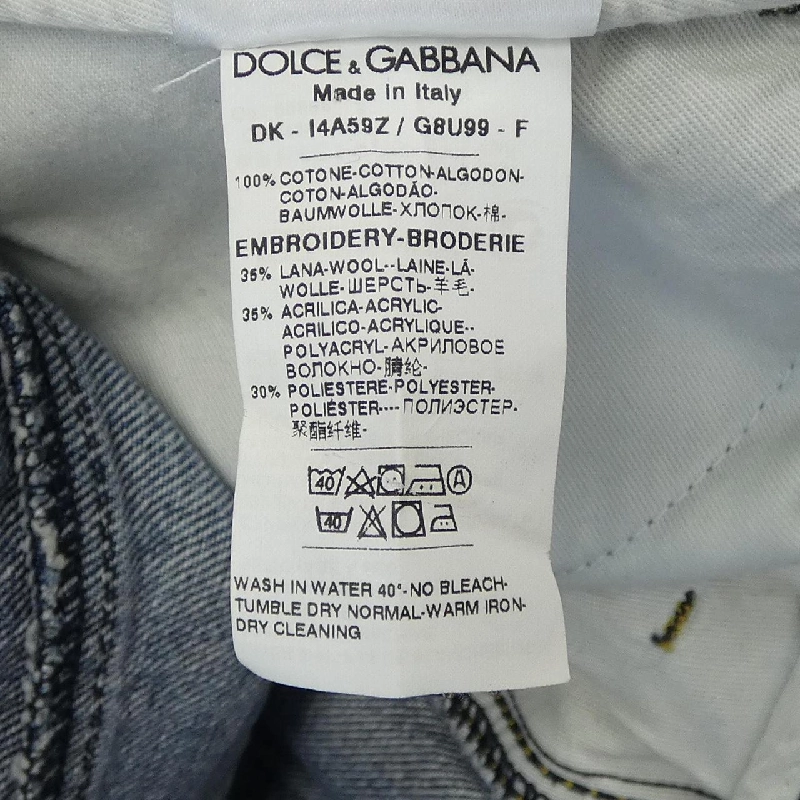 DOLCE & GABBANA
Made in Italy
DK - I4A59Z / G8U99 - F
100% COTONE-COTTON-ALGODON-
COTON-ALGODÃO-
BAUMWOLLE-ХЛОПОК-棉-
EMBROIDERY-BRODERIE
35% LANA-WOOL--LAINE-LÃ-
WOLLE-ШЕРСТЬ-羊毛-
35% ACRILICA-ACRYLIC-
ACRILICO-ACRYLIQUE--
POLYACRYL-АКРИЛОВОЕ
ВОЛОКНО-腈纶-
30% POLIESTERE-POLYESTER-
POLIÉSTER----ПОЛИЭСТЕР-
聚酯纤维-
40 A
40
WASH IN WATER 40°-NO BLEACH-
TUMBLE DRY NORMAL-WARM IRON-
DRY CLEANING